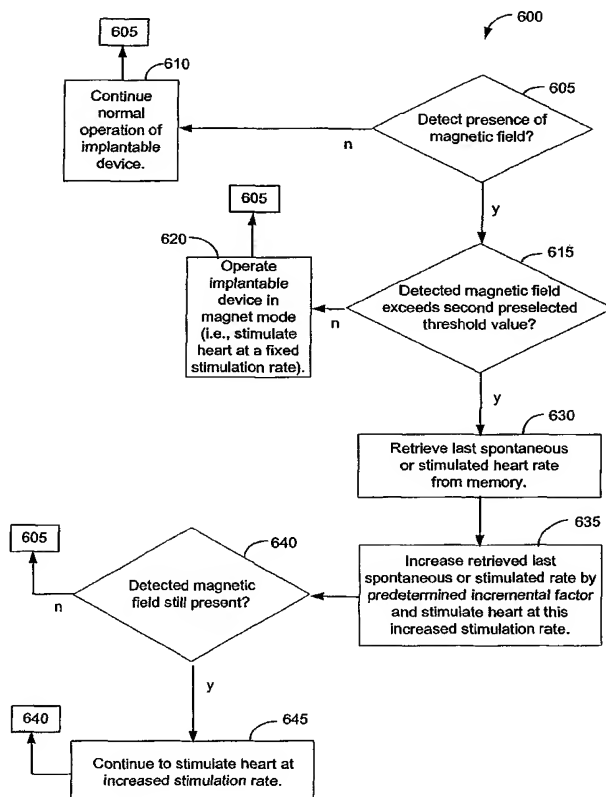 600
605
610
Continue
normal
operation of
implantable
device.
605
Detect presence of
magnetic field?
n
y
605
620
Operate
implantable
device in
magnet mode
(i.e., stimulate
heart at a fixed
stimulation rate).
615
Detected magnetic field
exceeds second preselected
threshold value?
n
y
630
Retrieve last spontaneous
or stimulated heart rate
from memory.
635
Increase retrieved last
spontaneous or stimulated rate by
predetermined incremental factor
and stimulate heart at this
increased stimulation rate.
605
640
Detected magnetic
field still present?
n
y
640
645
Continue to stimulate heart at
increased stimulation rate.